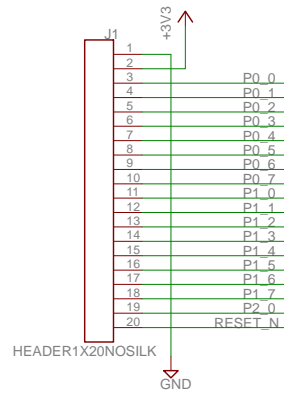 +3V3
J1
1
2
3 P0_0
4 P0_1
5 P0_2
6 P0_3
7 P0_4
8 P0_5
9 P0_6
10 P0_7
11 P1_0
12 P1_1
13 P1_2
14 P1_3
15 P1_4
16 P1_5
17 P1_6
18 P1_7
19 P2_0
20 RESET_N
HEADER1X20NOSILK
GND